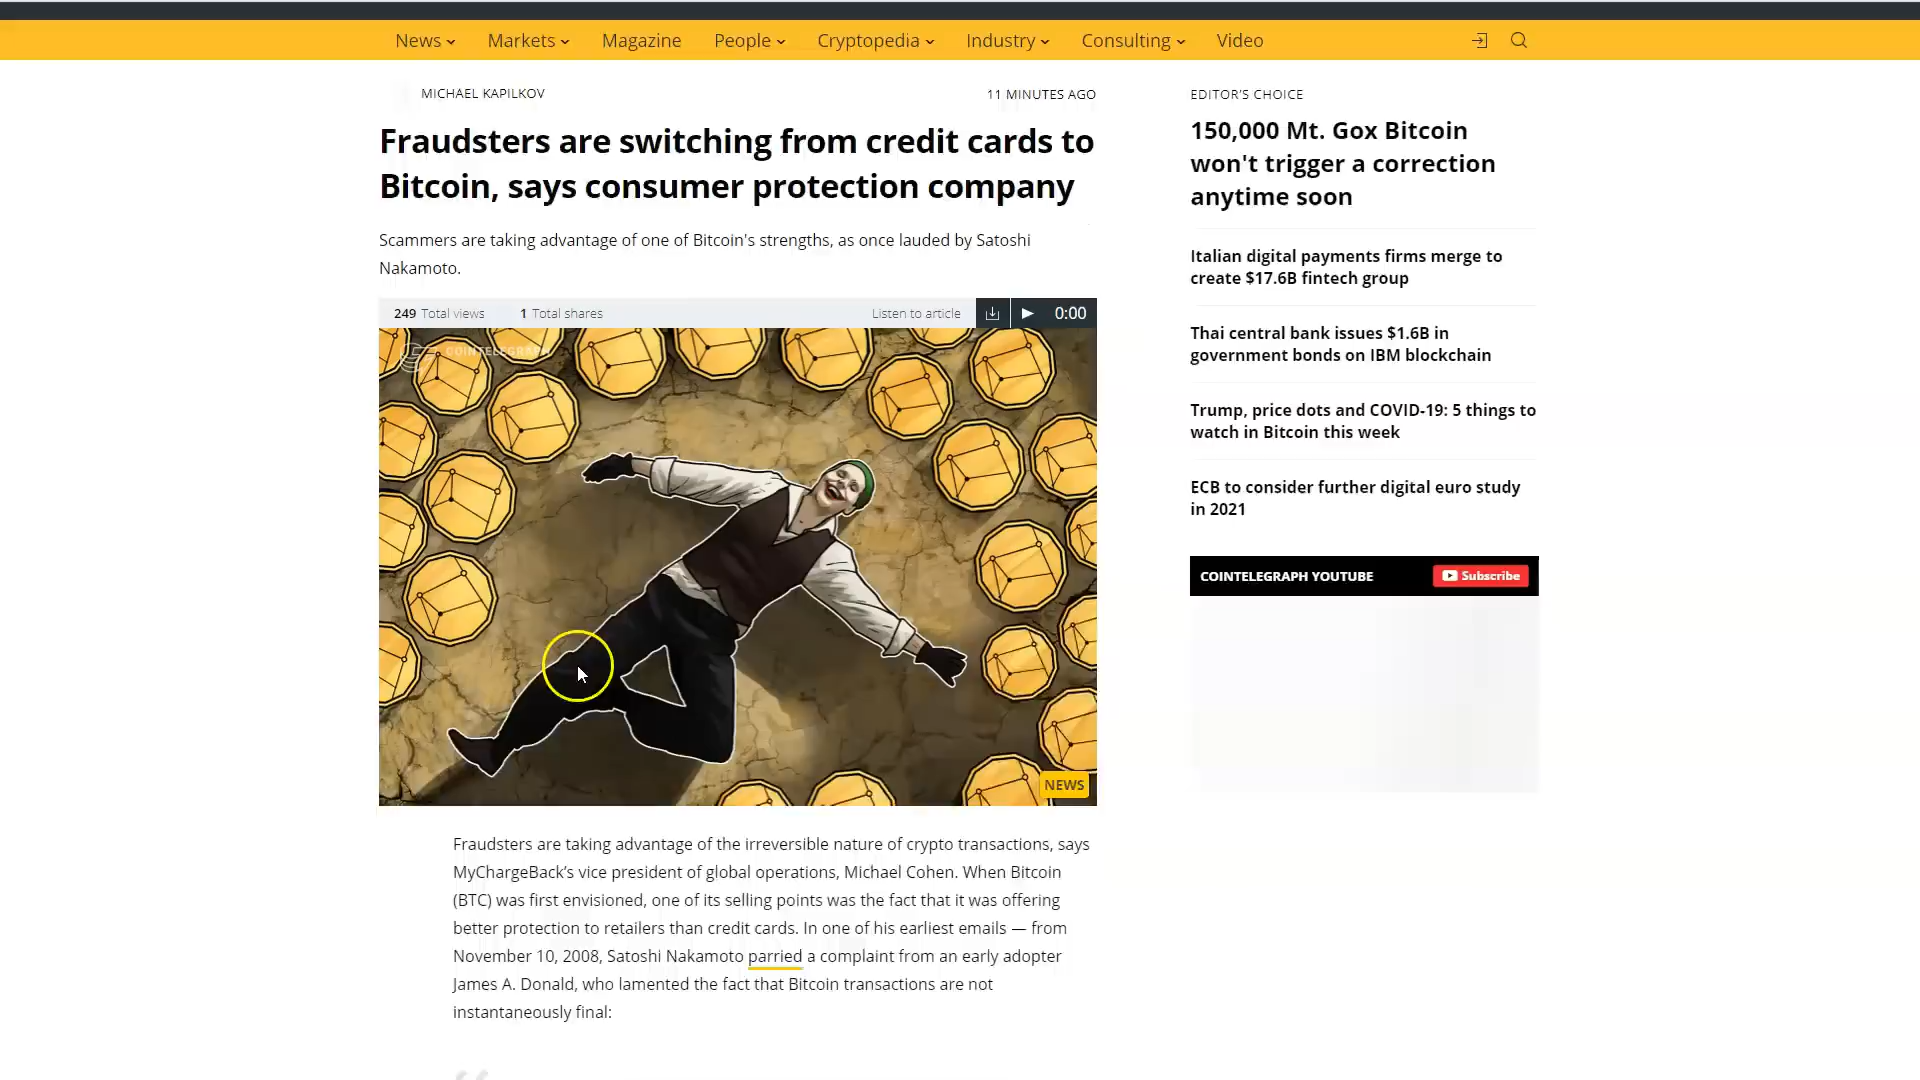 News
Markets
Magazine
People
Cryptopedia
Industry
Consulting
Video
MICHAEL KAPILKOV
11 MINUTES AGO
Fraudsters are switching from credit cards to
Bitcoin, says consumer protection company
Scammers are taking advantage of one of Bitcoin's strengths, as once lauded by Satoshi
Nakamoto.
249 Total views
1 Total shares
Listen to article
0:00
COINTELEGRAPH
NEWS
Fraudsters are taking advantage of the irreversible nature of crypto transactions, says
MyChargeBack’s vice president of global operations, Michael Cohen. When Bitcoin
(BTC) was first envisioned, one of its selling points was the fact that it was offering
better protection to retailers than credit cards. In one of his earliest emails — from
November 10, 2008, Satoshi Nakamoto parried a complaint from an early adopter
James A. Donald, who lamented the fact that Bitcoin transactions are not
instantaneously final:
EDITOR'S CHOICE
150,000 Mt. Gox Bitcoin
won't trigger a correction
anytime soon
Italian digital payments firms merge to
create $17.6B fintech group
Thai central bank issues $1.6B in
government bonds on IBM blockchain
Trump, price dots and COVID-19: 5 things to
watch in Bitcoin this week
ECB to consider further digital euro study
in 2021
COINTELEGRAPH YOUTUBE
Subscribe